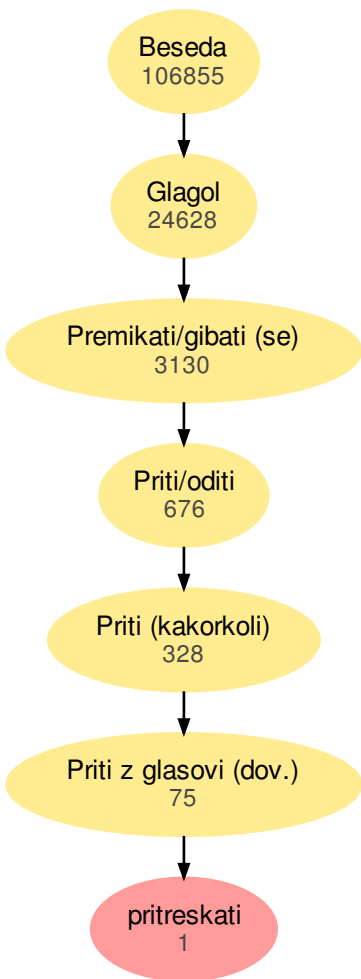 Beseda
106855
Glagol
24628
Premikati/gibati (se)
3130
Priti/oditi
676
Priti (kakorkoli)
328
Priti z glasovi (dov.)
75
pritreskati
1